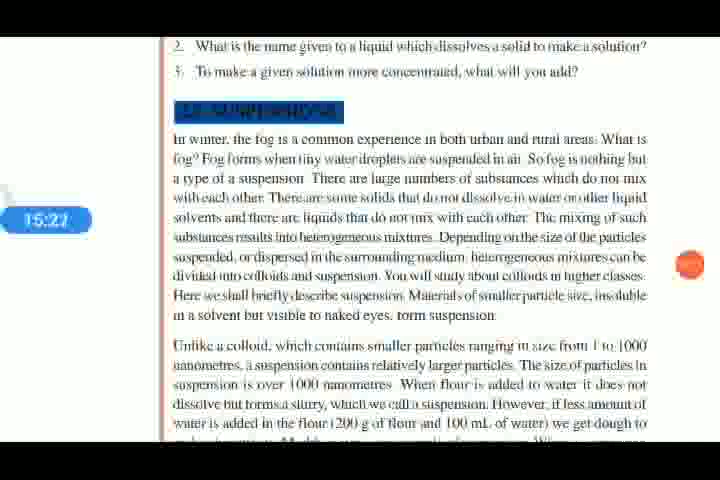 2. What is the name given to a liquid which dissolves a solid to make a solution?
3. To make a given solution more concentrated, what will you add?
In winter, the fog is a common experience in both urban and rural areas. What is
fog? Fog forms when tiny water droplets are suspended in air. So fog is nothing but
a type of a suspension. There are large numbers of substances which do not mix
with each other. There are some solids that do not dissolve in water or other liquid
solvents and there are liquids that do not mix with each other. The mixing of such
substances results into heterogeneous mixtures. Depending on the size of the particles
suspended, or dispersed in the surrounding medium, heterogeneous mixtures can be
divided into colloids and suspension. You will study about colloids in higher classes.
Here we shall briefly describe suspension. Materials of smaller particle size, insoluble
in a solvent but visible to naked eyes, form suspension.
Unlike a colloid, which contains smaller particles ranging in size from 1 to 1000
nanometres, a suspension contains relatively larger particles. The size of particles in
suspension is over 1000 nanometres. When flour is added to water it does not
dissolve but forms a slurry, which we call a suspension. However, if less amount of
water is added in the flour (200 g of flour and 100 mL of water) we get dough to
15:27